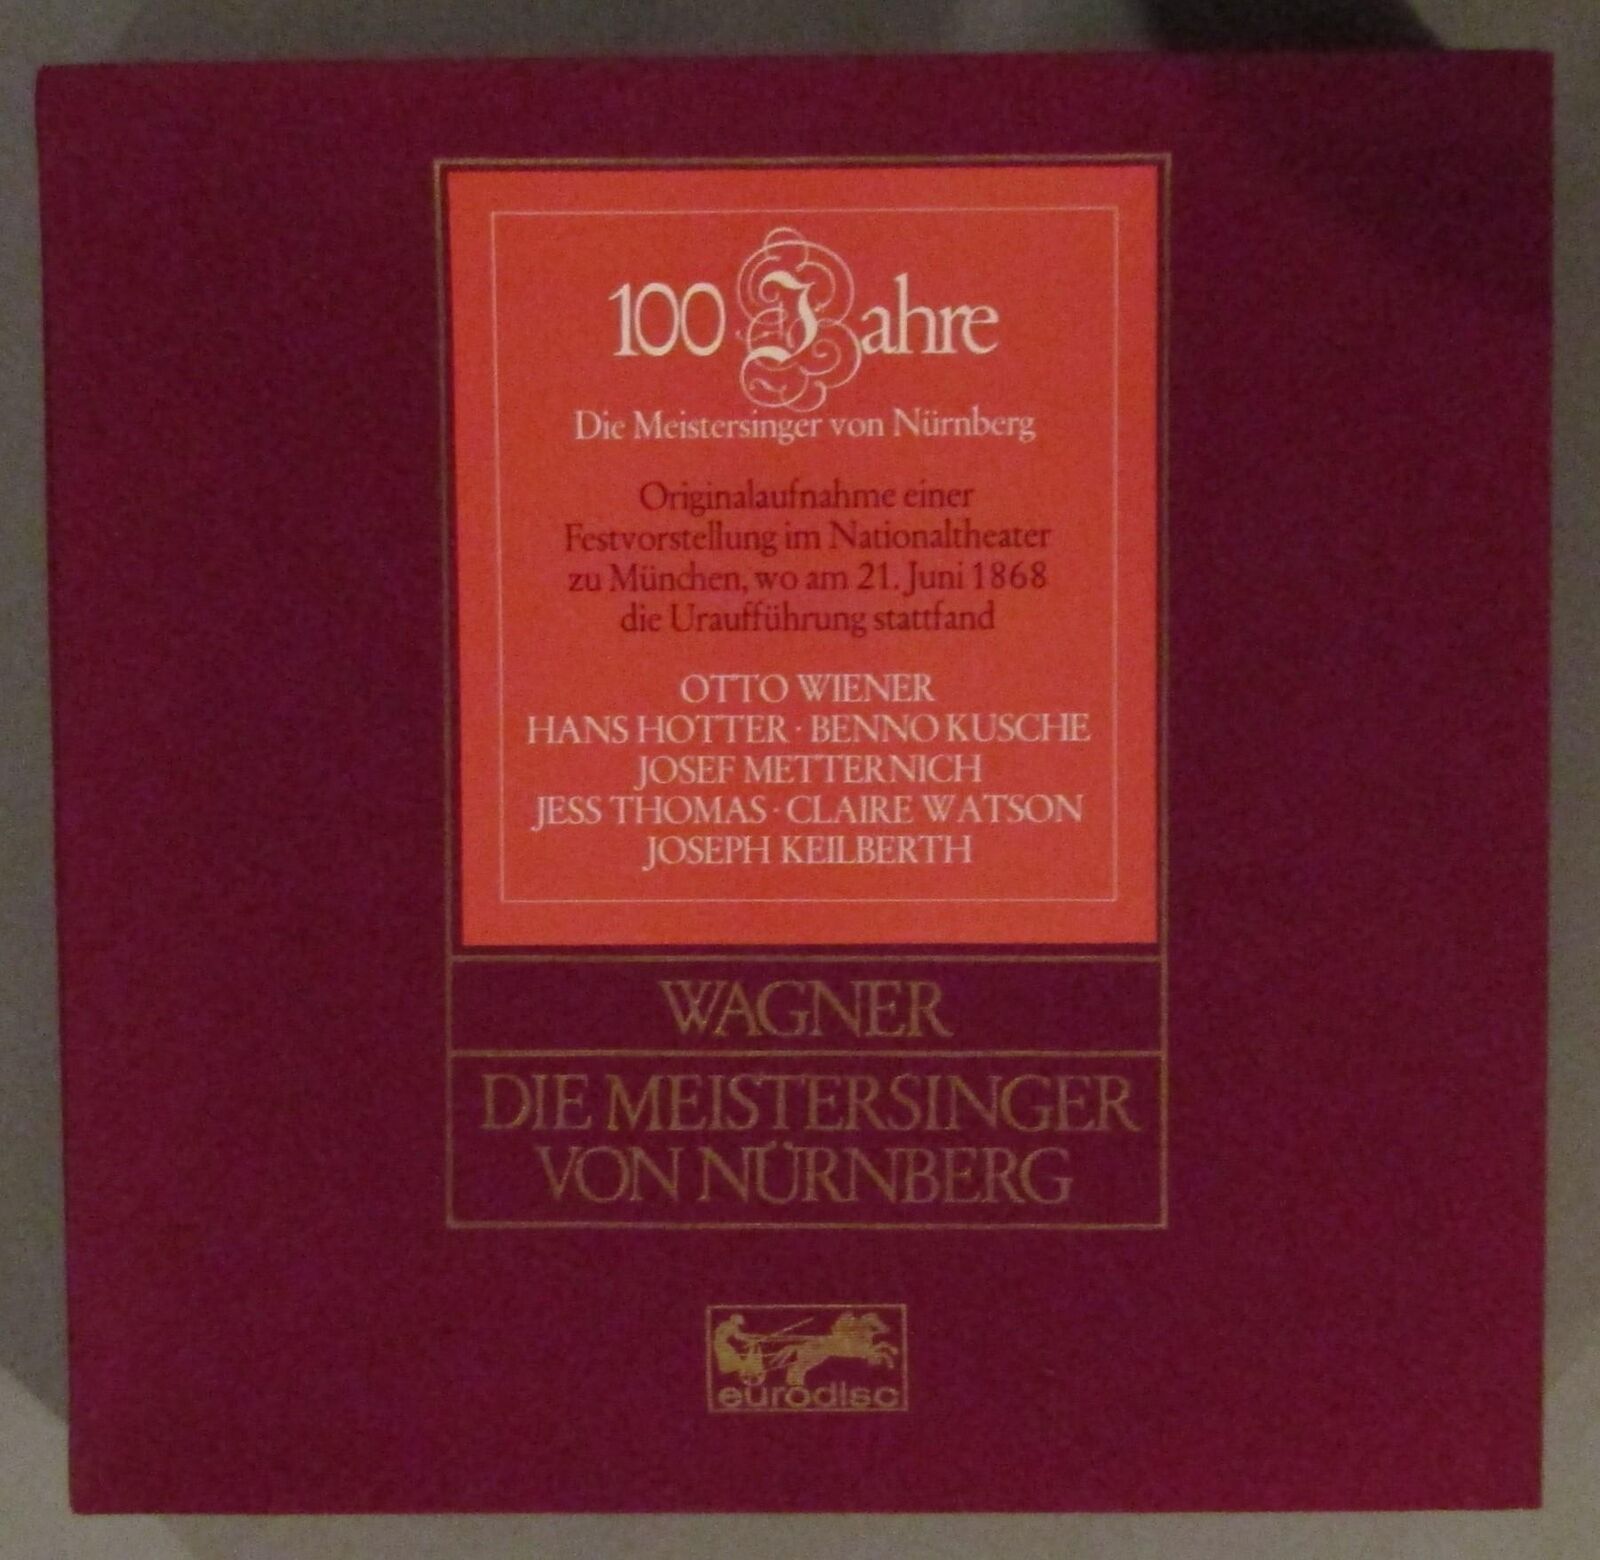 100 Jahre
Die Meistersinger von Nürnberg
Originalaufnahme einer
Festvorstellung im Nationaltheater
zu München, wo am 21. Juni 1868
die Uraufführung stattfand
OTTO WIENER
HANS HOTTER · BENNO KUSCHE
JOSEF METTERNICH
JESS THOMAS · CLAIRE WATSON
JOSEPH KEILBERTH
WAGNER
DIE MEISTERSINGER
VON NÜRNBERG
eurodisc